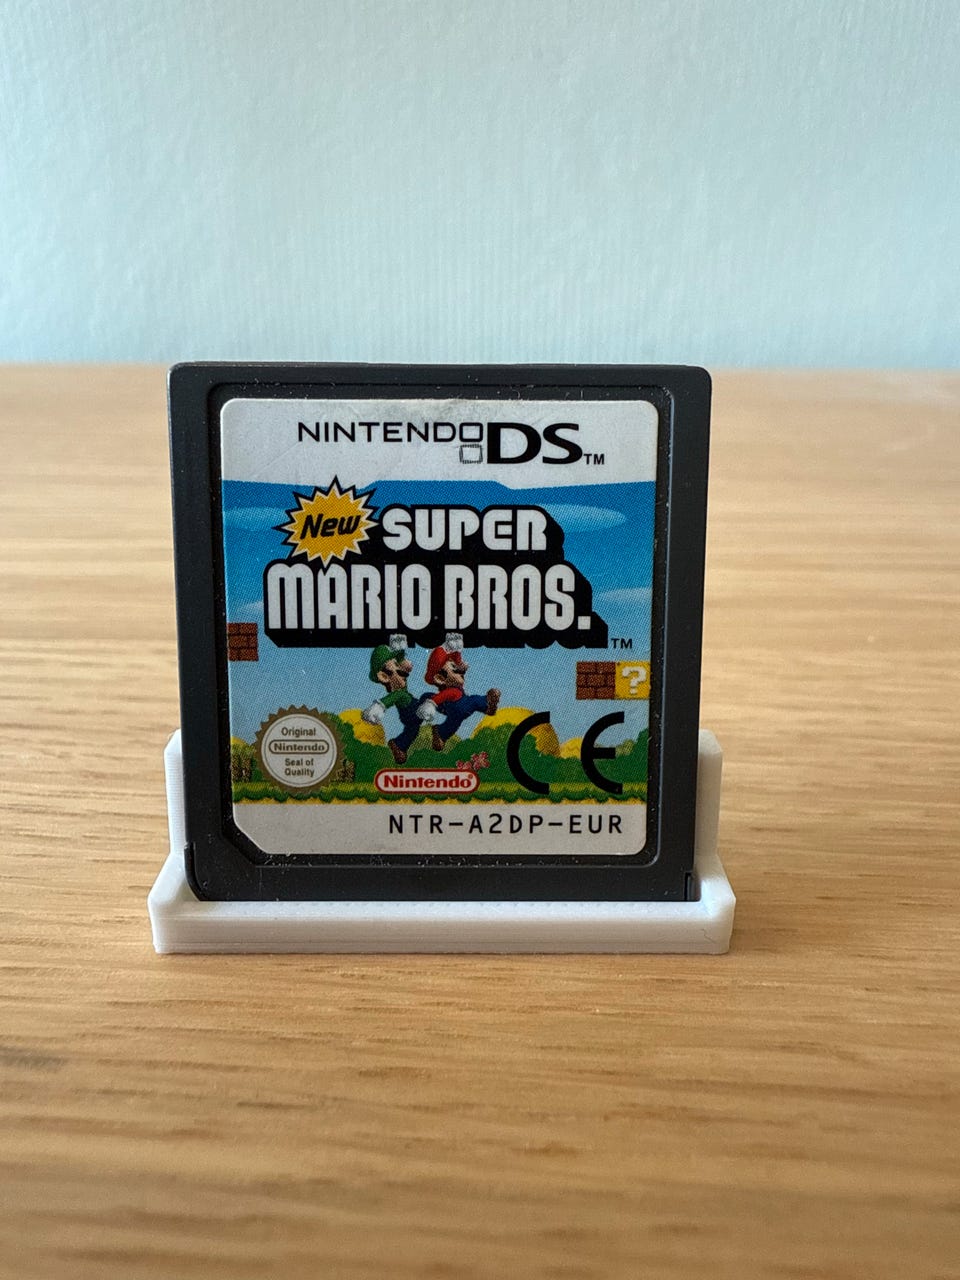 NINTENDO DS™
New SUPER
MARIO BROS.™
?
Original
Nintendo
Seal of
Quality
Nintendo®
CE
NTR-A2DP-EUR